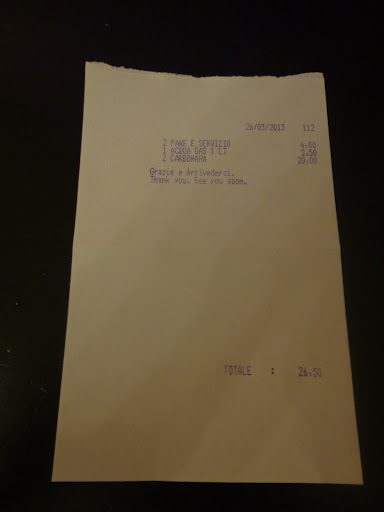 26/03/2013 112
2 PANE E SERVIZIO 4.00
1 ACQUA GAS 1 LT 2.50
2 CARBONARA 20.00
Grazie e Arrivederci.
Thank you. See you soon.
TOTALE : 26,50